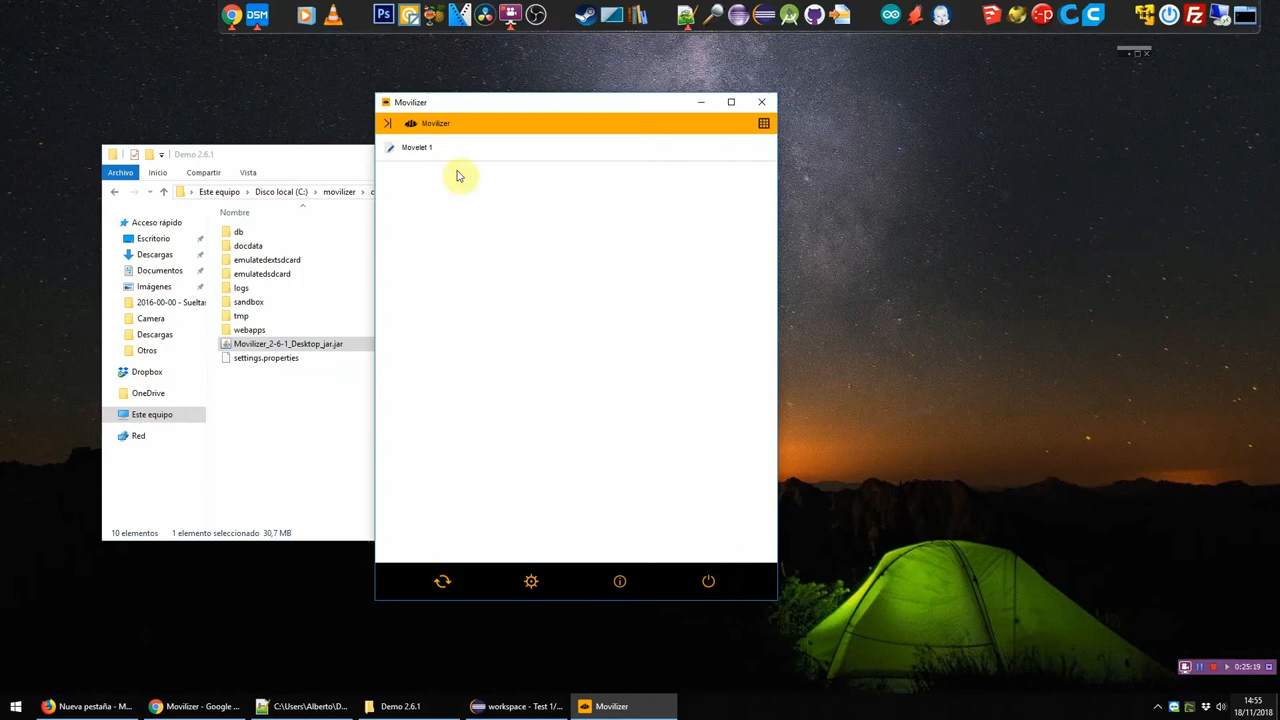 DSM
Ps
Movilizer
Movilizer
Movelet 1
Demo 2.6.1
Archivo
Inicio
Compartir
Vista
Este equipo
Disco local (C:)
movilizer
c
Nombre
Acceso rápido
Escritorio
Descargas
Documentos
Imágenes
2016-00-00 - Suelta
Camera
Descargas
Otros
Dropbox
OneDrive
Este equipo
Red
db
docdata
emulatedextsdcard
emulatedsdcard
logs
sandbox
tmp
webapps
Movilizer_2-6-1_Desktop_jar.jar
settings.properties
10 elementos
1 elemento seleccionado 30,7 MB
0:25:19
Nueva pestaña - M...
Movilizer - Google ...
C:\Users\Alberto\D...
Demo 2.6.1
workspace - Test 1/...
Movilizer
14:55
18/11/2018